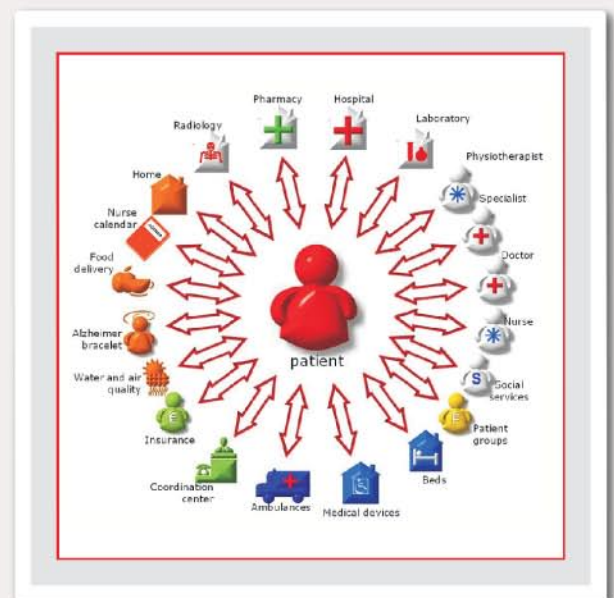 Pharmacy
Hospital
Radiology
Laboratory
Physiotherapist
Home
Specialist
Nurse
calendar
Doctor
Food
delivery
Nurse
Alzheimer
bracelet
patient
Water and air
quality
S
Social
services
E
Insurance
E
Patient
groups
Coordination
center
Beds
Ambulances
Medical devices